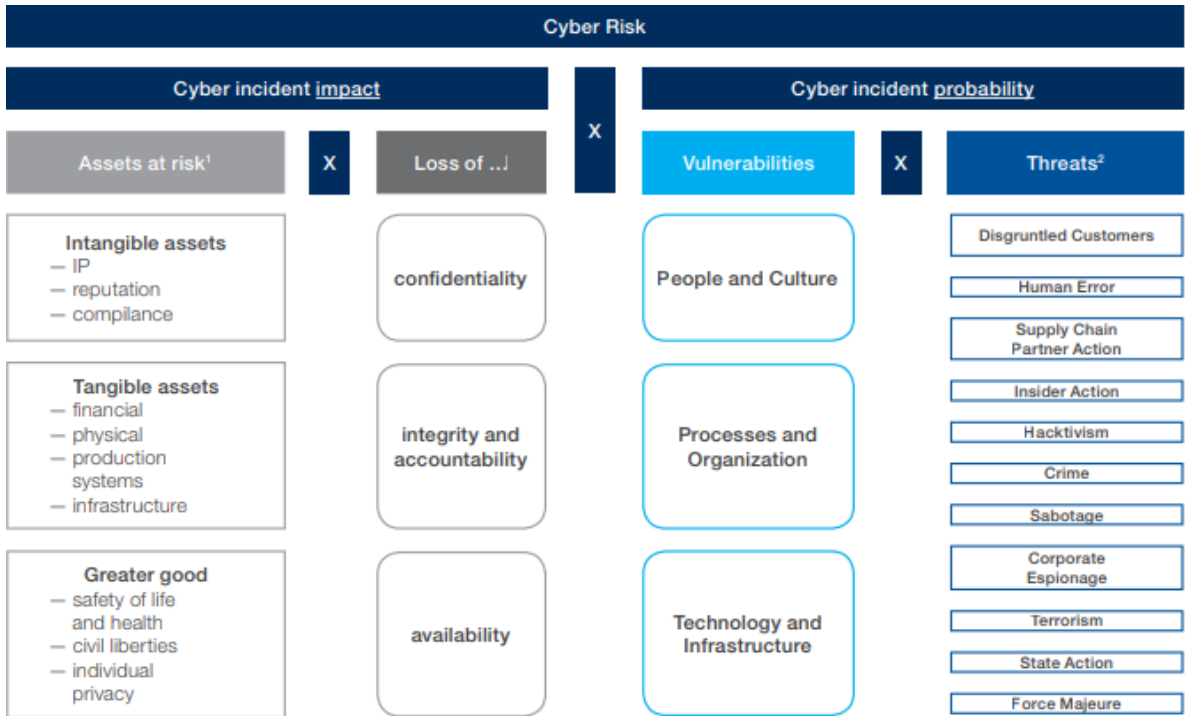 Cyber Risk
Cyber incident impact
X
Cyber incident probability
Assets at risk¹
X
Loss of ...
Vulnerabilities
X
Threats²
Intangible assets
— IP
— reputation
— compilance
Tangible assets
— financial
— physical
— production
systems
— infrastructure
Greater good
— safety of life
and health
— civil liberties
— individual
privacy
confidentiality
integrity and
accountability
availability
People and Culture
Processes and
Organization
Technology and
Infrastructure
Disgruntled Customers
Human Error
Supply Chain
Partner Action
Insider Action
Hacktivism
Crime
Sabotage
Corporate
Espionage
Terrorism
State Action
Force Majeure